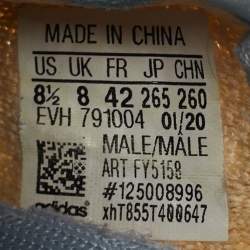 MADE IN CHINA
US UK FR JP CHN
8½ 8 42 265 260
EVH 791004 01/20
MALE/MÂLE
ART FY5158
#125008996
adidas xhT855T400647